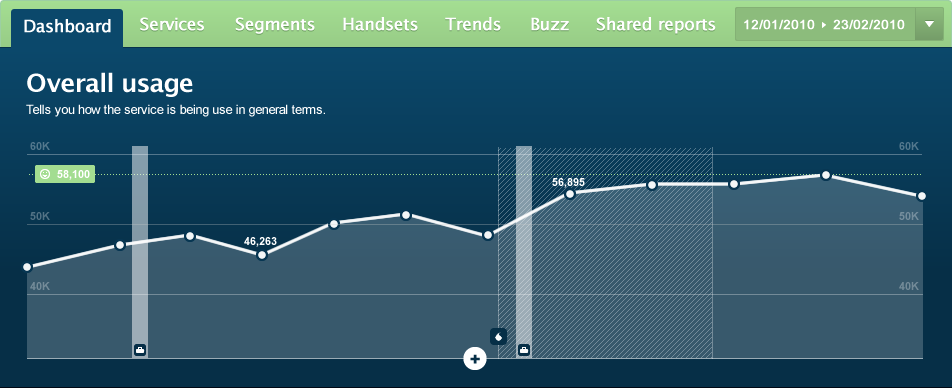 Dashboard Services Segments Handsets Trends Buzz Shared reports 12/01/2010 23/02/2010
Overall usage
Tells you how the service is being use in general terms.
60K 60K
58,100
56,895
50K 50K
46,263
40K 40K